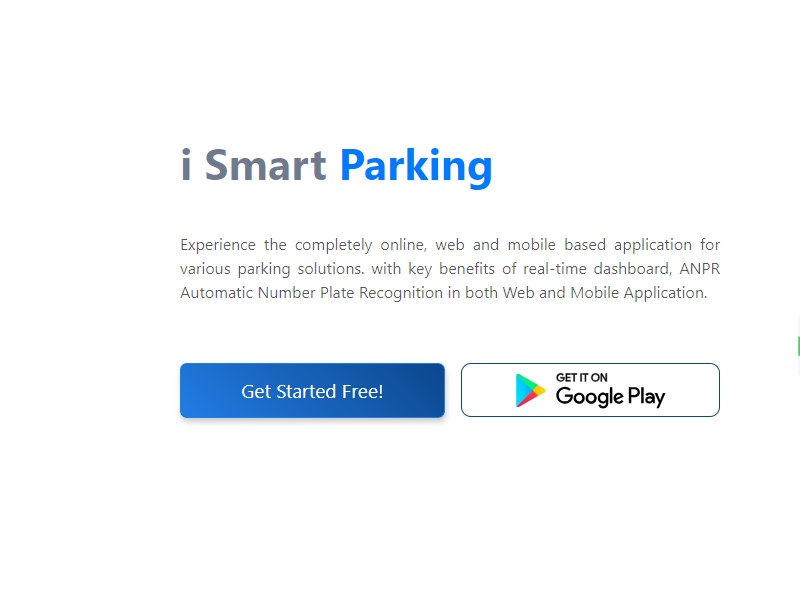 i Smart Parking
Experience the completely online, web and mobile based application for
various parking solutions. with key benefits of real-time dashboard, ANPR
Automatic Number Plate Recognition in both Web and Mobile Application.
Get Started Free!
GET IT ON
Google Play